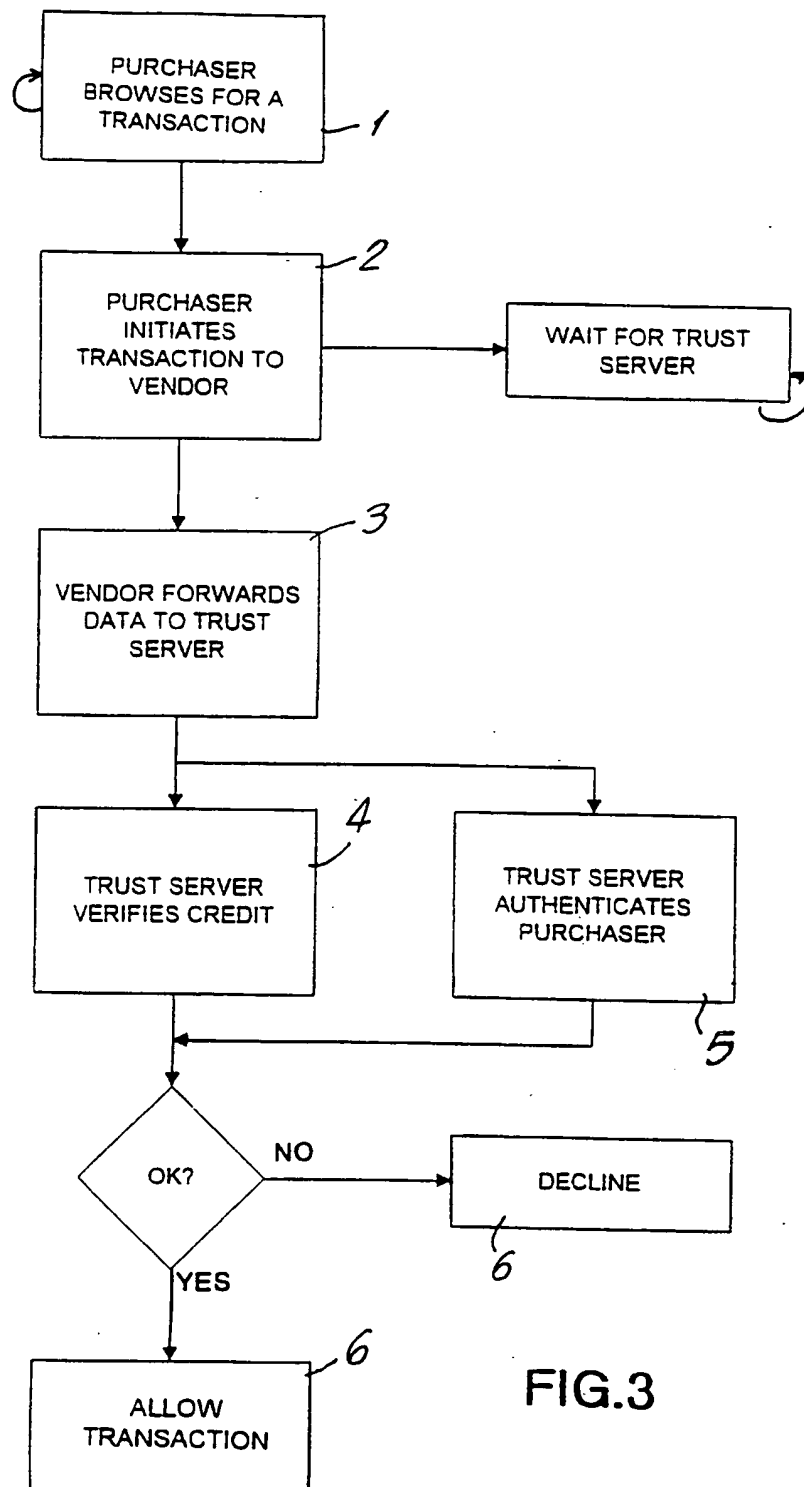 PURCHASER
BROWSES FOR A
TRANSACTION
1
2
PURCHASER
INITIATES
TRANSACTION TO
VENDOR
WAIT FOR TRUST
SERVER
3
VENDOR FORWARDS
DATA TO TRUST
SERVER
4
TRUST SERVER
VERIFIES CREDIT
TRUST SERVER
AUTHENTICATES
PURCHASER
5
OK?
NO
DECLINE
6
YES
6
ALLOW
TRANSACTION
FIG.3